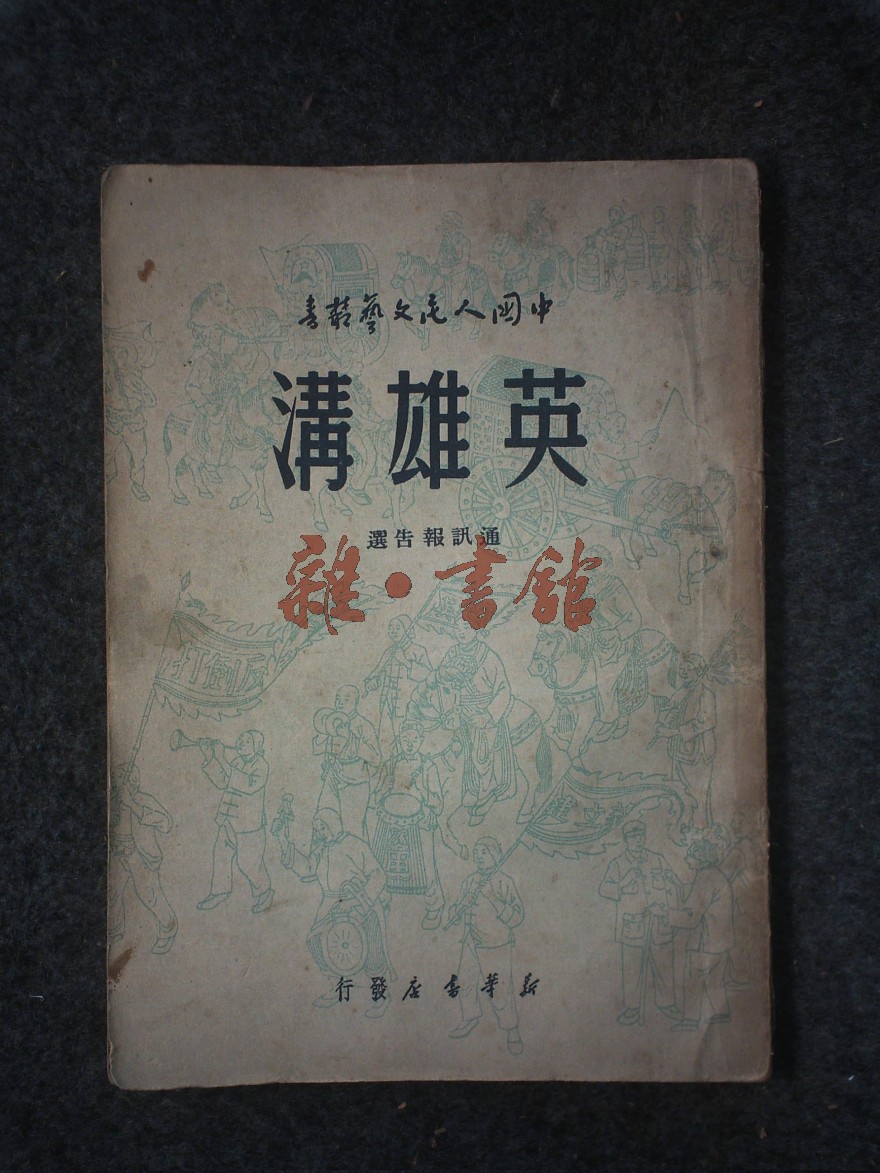 中國人民文藝叢書
英雄溝
通訊報告選
雜·書館
打倒
新華書店發行